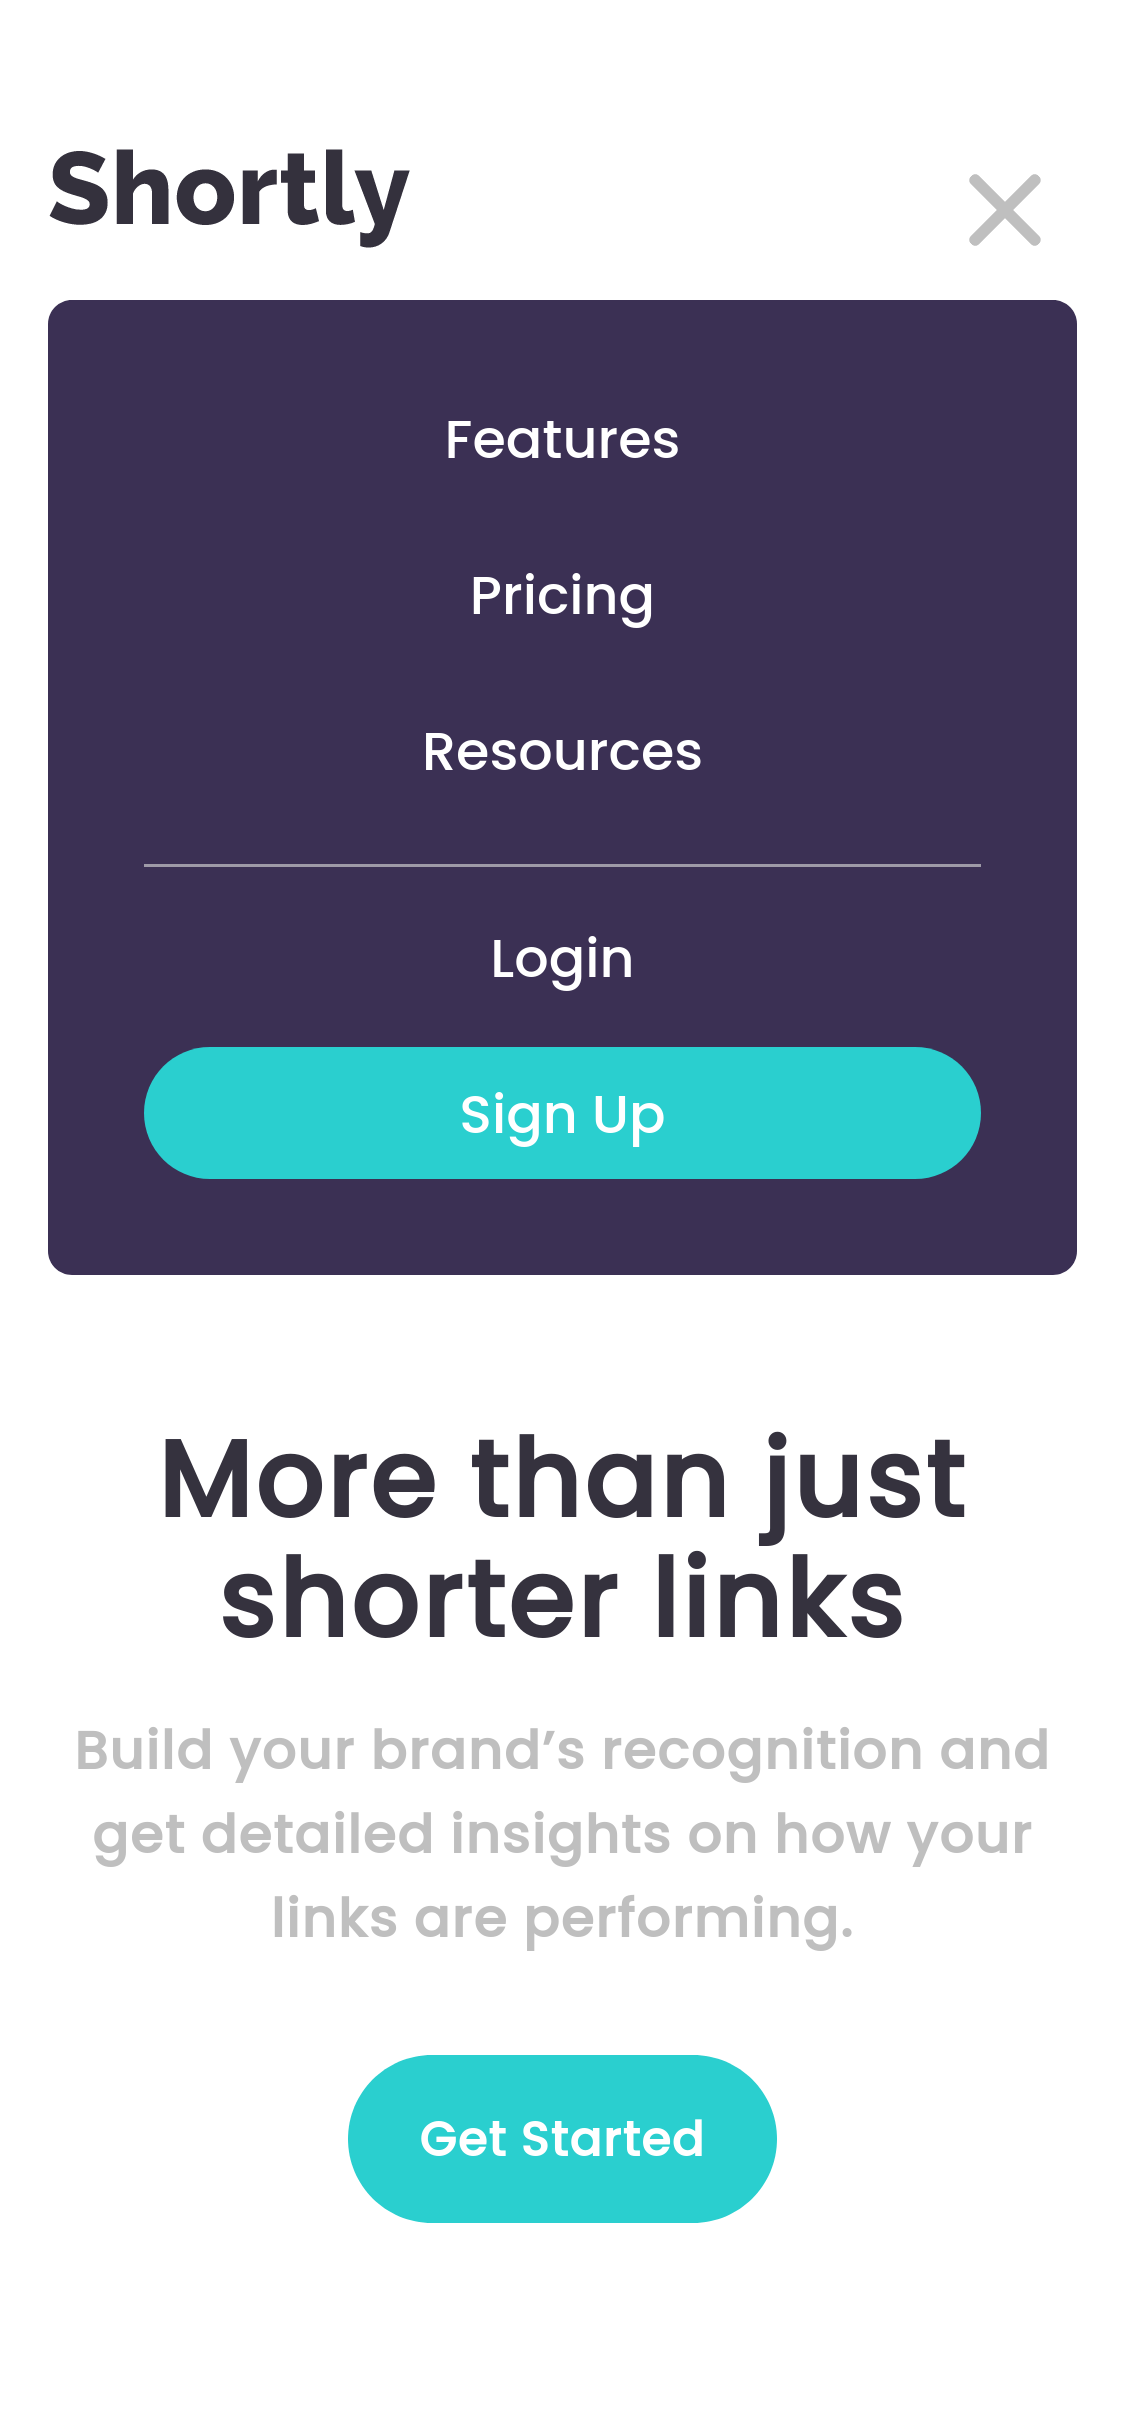 Shortly
Features
Pricing
Resources
Login
Sign Up
More than just
shorter links
Build your brand’s recognition and
get detailed insights on how your
links are performing.
Get Started